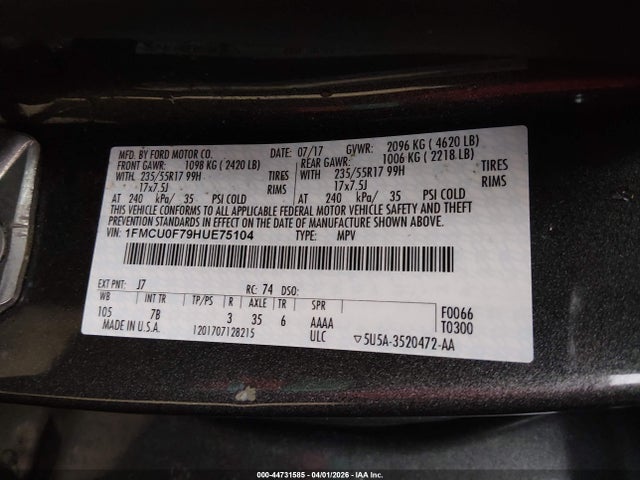 MFD. BY FORD MOTOR CO. DATE: 07/17 GVWR: 2096 KG ( 4620 LB)
FRONT GAWR: 1098 KG ( 2420 LB) REAR GAWR: 1006 KG ( 2218 LB)
WITH 235/55R17 99H TIRES WITH 235/55R17 99H TIRES
17x7.5J RIMS 17x7.5J RIMS
AT 240 kPa/ 35 PSI COLD AT 240 kPa/ 35 PSI COLD
THIS VEHICLE CONFORMS TO ALL APPLICABLE FEDERAL MOTOR VEHICLE SAFETY AND THEFT
PREVENTION STANDARDS IN EFFECT ON THE DATE OF MANUFACTURE SHOWN ABOVE.
VIN: 1FMCU0F79HUE75104 TYPE: MPV
EXT PNT: J7 RC: 74 DSO:
WB INT TR TP/PS R AXLE TR SPR F0066
105 7B 3 35 6 AAAA T0300
MADE IN U.S.A. 1201707128215 ULC ▽5U5A-3520472-AA
000-44731585 - 04/01/2026 - IAA, Inc.